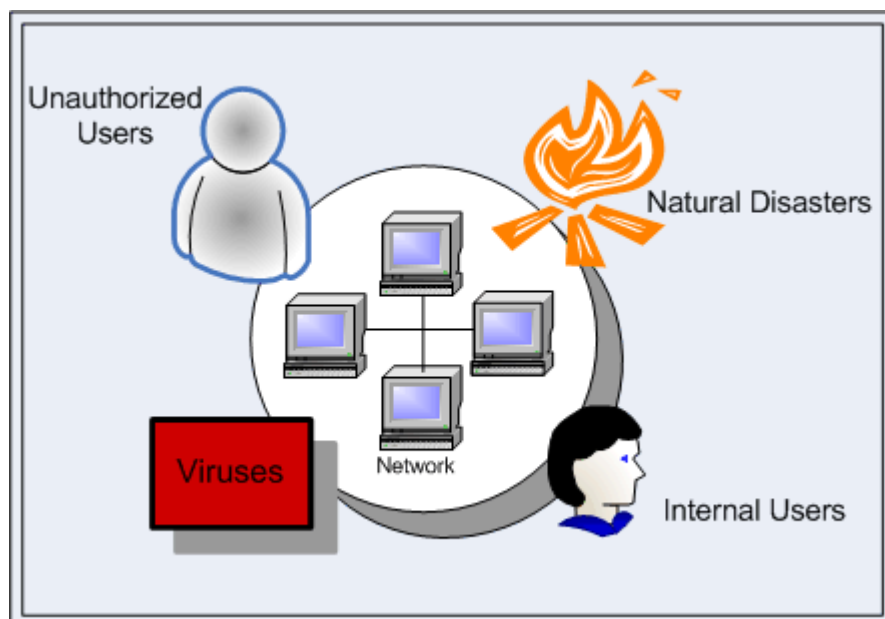 Unauthorized
Users
Natural Disasters
Viruses
Network
Internal Users